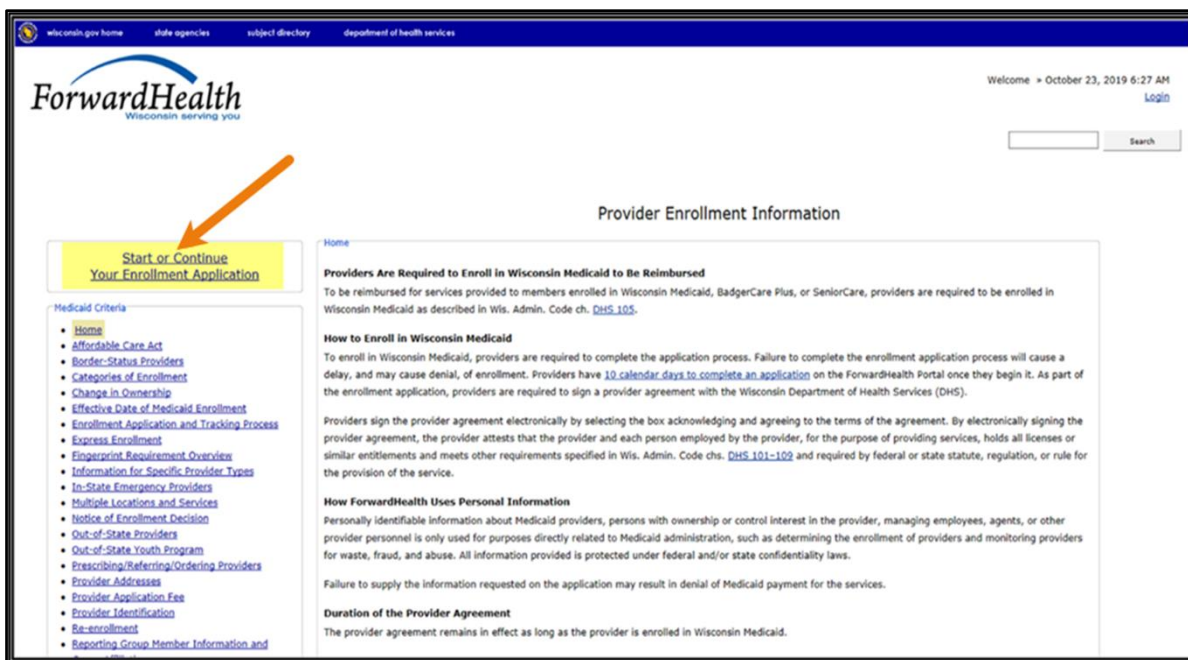 wisconsin.gov home state agencies subject directory department of health services
ForwardHealth
Wisconsin serving you
Welcome » October 23, 2019 6:27 AM
Login
Search
Provider Enrollment Information
Start or Continue
Your Enrollment Application
Medicaid Criteria
Home
Affordable Care Act
Border-Status Providers
Categories of Enrollment
Change in Ownership
Effective Date of Medicaid Enrollment
Enrollment Application and Tracking Process
Express Enrollment
Fingerprint Requirement Overview
Information for Specific Provider Types
In-State Emergency Providers
Multiple Locations and Services
Notice of Enrollment Decision
Out-of-State Providers
Out-of-State Youth Program
Prescribing/Referring/Ordering Providers
Provider Addresses
Provider Application Fee
Provider Identification
Re-enrollment
Reporting Group Member Information and
Home
Providers Are Required to Enroll in Wisconsin Medicaid to Be Reimbursed
To be reimbursed for services provided to members enrolled in Wisconsin Medicaid, BadgerCare Plus, or SeniorCare, providers are required to be enrolled in
Wisconsin Medicaid as described in Wis. Admin. Code ch. DHS 105.
How to Enroll in Wisconsin Medicaid
To enroll in Wisconsin Medicaid, providers are required to complete the application process. Failure to complete the enrollment application process will cause a
delay, and may cause denial, of enrollment. Providers have 10 calendar days to complete an application on the ForwardHealth Portal once they begin it. As part of
the enrollment application, providers are required to sign a provider agreement with the Wisconsin Department of Health Services (DHS).
Providers sign the provider agreement electronically by selecting the box acknowledging and agreeing to the terms of the agreement. By electronically signing the
provider agreement, the provider attests that the provider and each person employed by the provider, for the purpose of providing services, holds all licenses or
similar entitlements and meets other requirements specified in Wis. Admin. Code chs. DHS 101–109 and required by federal or state statute, regulation, or rule for
the provision of the service.
How ForwardHealth Uses Personal Information
Personally identifiable information about Medicaid providers, persons with ownership or control interest in the provider, managing employees, agents, or other
provider personnel is only used for purposes directly related to Medicaid administration, such as determining the enrollment of providers and monitoring providers
for waste, fraud, and abuse. All information provided is protected under federal and/or state confidentiality laws.
Failure to supply the information requested on the application may result in denial of Medicaid payment for the services.
Duration of the Provider Agreement
The provider agreement remains in effect as long as the provider is enrolled in Wisconsin Medicaid.